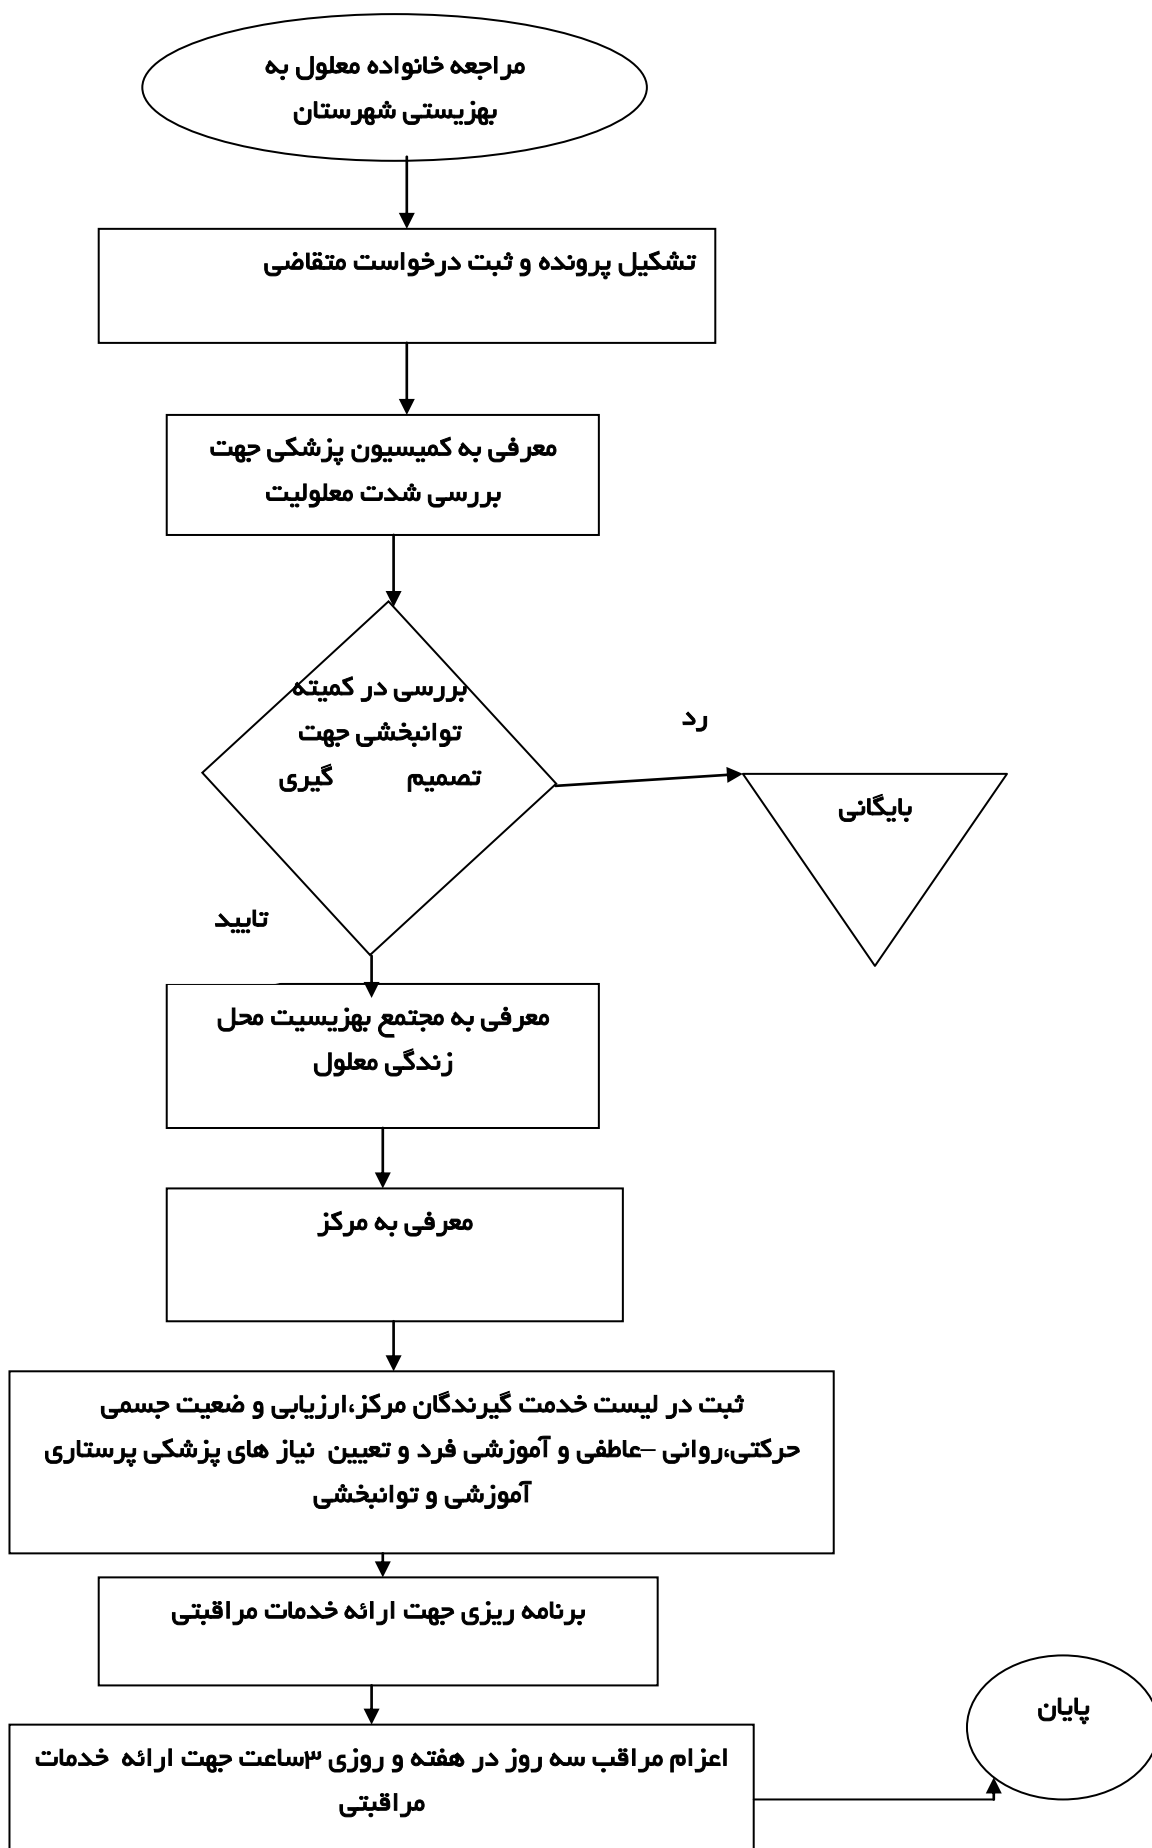 مراجعه خانواده معلول به
بهزیستی شهرستان
تشکیل پرونده و ثبت درخواست متقاضی
معرفی به کمیسیون پزشکی جهت
بررسی شدت معلولیت
بررسی در کمیته
توانبخشی جهت
تصمیم گیری
رد
بایگانی
تایید
معرفی به مجتمع بهزیسیت محل
زندگی معلول
معرفی به مرکز
ثبت در لیست خدمت گیرندگان مرکز،ارزیابی و ضعیت جسمی
حرکتی،روانی –عاطفی و آموزشی فرد و تعیین نیاز های پزشکی پرستاری
آموزشی و توانبخشی
برنامه ریزی جهت ارائه خدمات مراقبتی
پایان
اعزام مراقب سه روز در هفته و روزی ۳ساعت جهت ارائه خدمات
مراقبتی